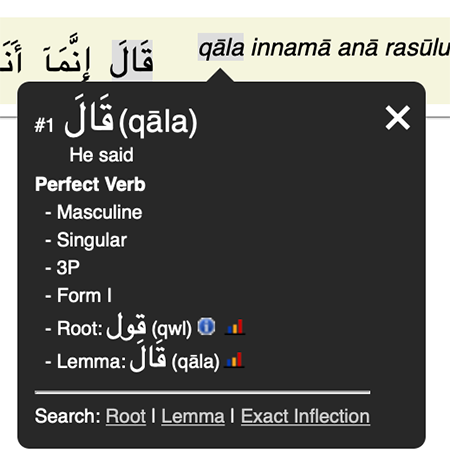 قَالَ إِنَّمَآ أَنَا۠ qāla innamā anā rasūlu
#1 قَالَ (qāla)
He said
Perfect Verb
- Masculine
- Singular
- 3P
- Form I
- Root: قول (qwl)
- Lemma: قَالَ (qāla)
Search: Root | Lemma | Exact Inflection